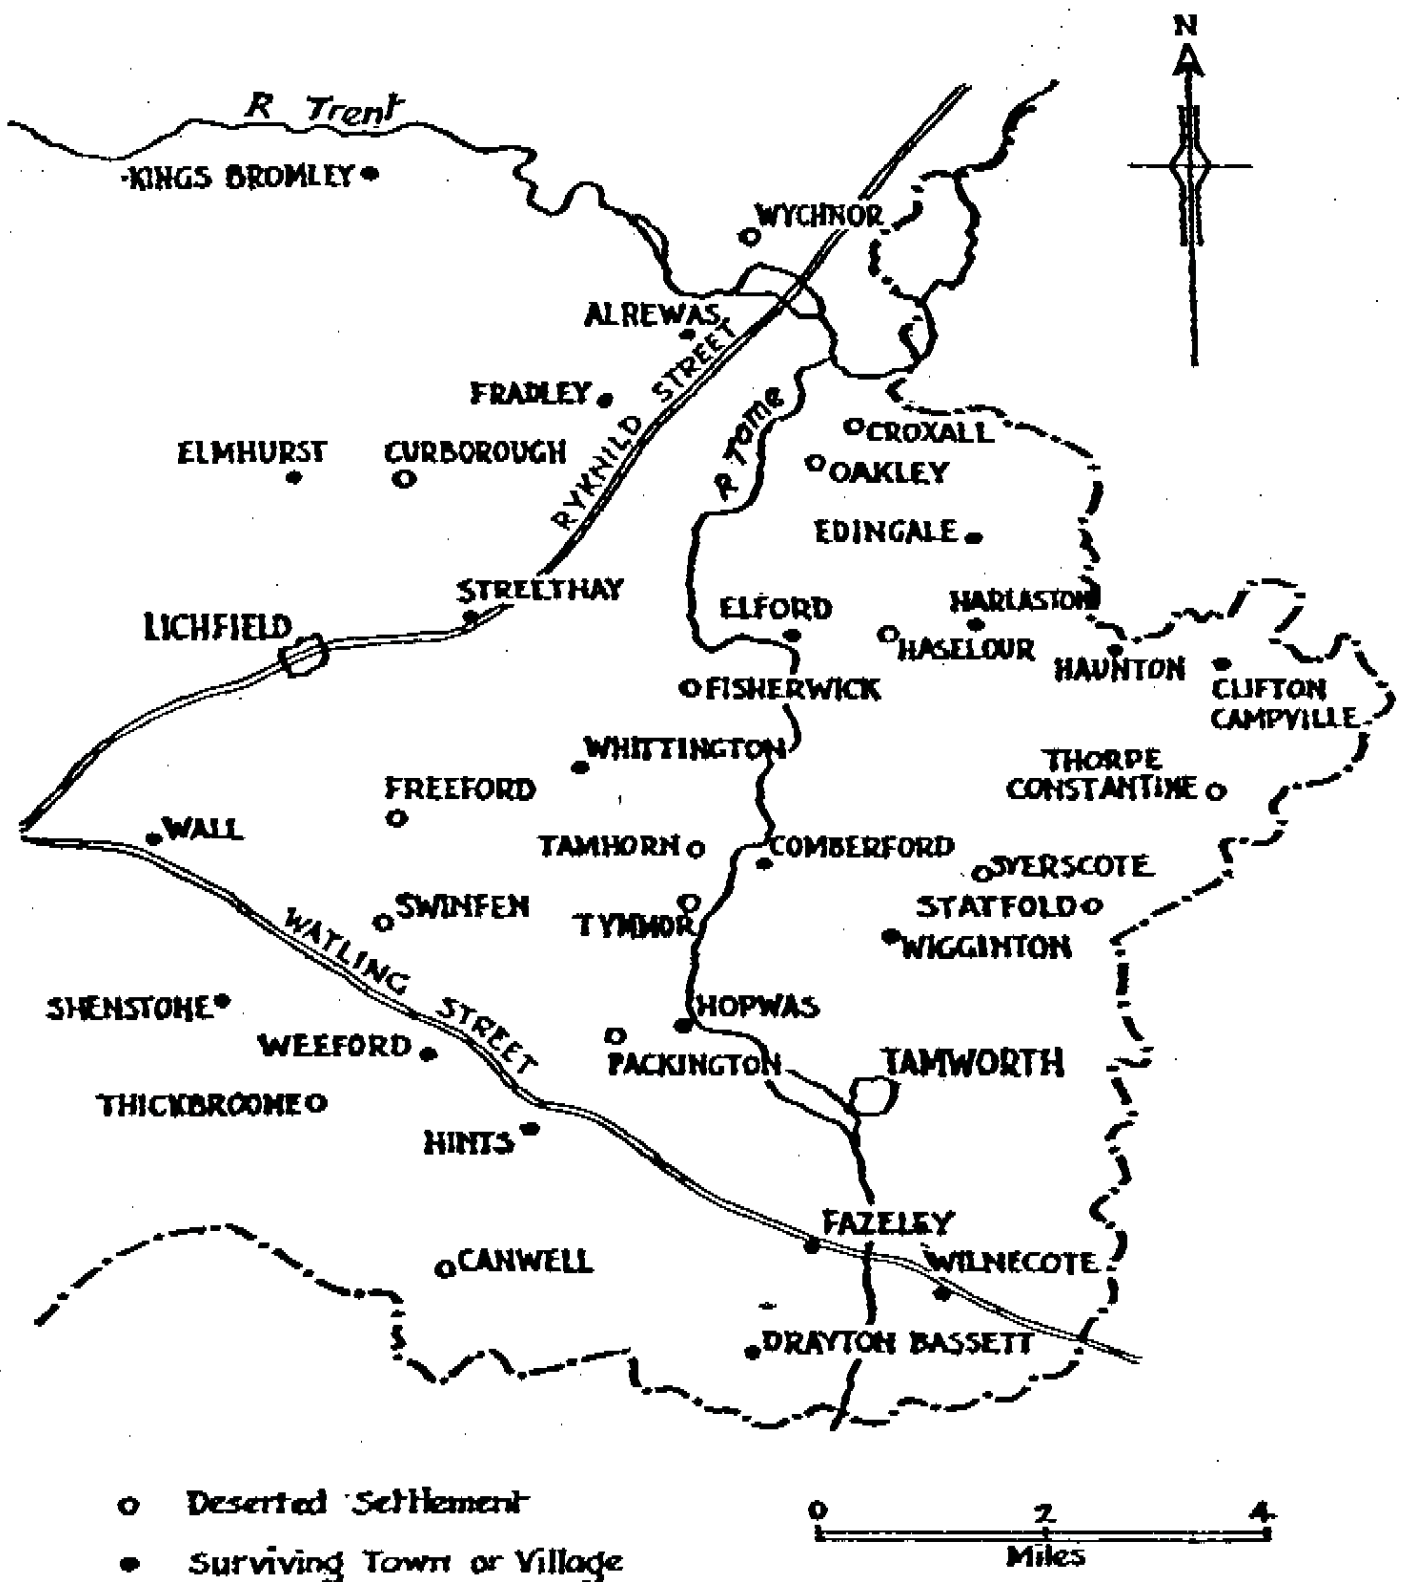 N
R Trent
KINGS BROMLEY
WYCHNOR
ALREWAS
RYKNILD STREET
FRADLEY
R Tame
CROXALL
ELMHURST
CURBOROUGH
OAKLEY
EDINGALE
STREETHAY
ELFORD
HARLASTON
LICHFIELD
HASELOUR
HAUNTON
FISHERWICK
CLIFTON
CAMPVILLE
WHITTINGTON
THORPE
CONSTANTINE
FREEFORD
WALL
TAMHORN
COMBERFORD
SYERSCOTE
SWINFEN
STATFOLD
TYMMOR
WATLING STREET
WIGGINTON
SHENSTONE
HOPWAS
WEEFORD
PACKINGTON
TAMWORTH
THICKBROOME
HINTS
FAZELEY
CANWELL
WILNECOTE
DRAYTON BASSETT
Deserted Settlement
0 2 4
Surviving Town or Village
Miles